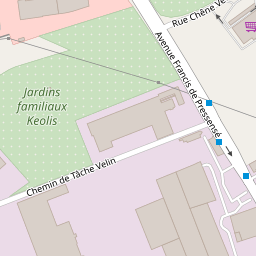 Rue Chêne Ve
Avenue Francis de Pressensé
Jardins
familiaux
Keolis
Chemin de Tâche Velin